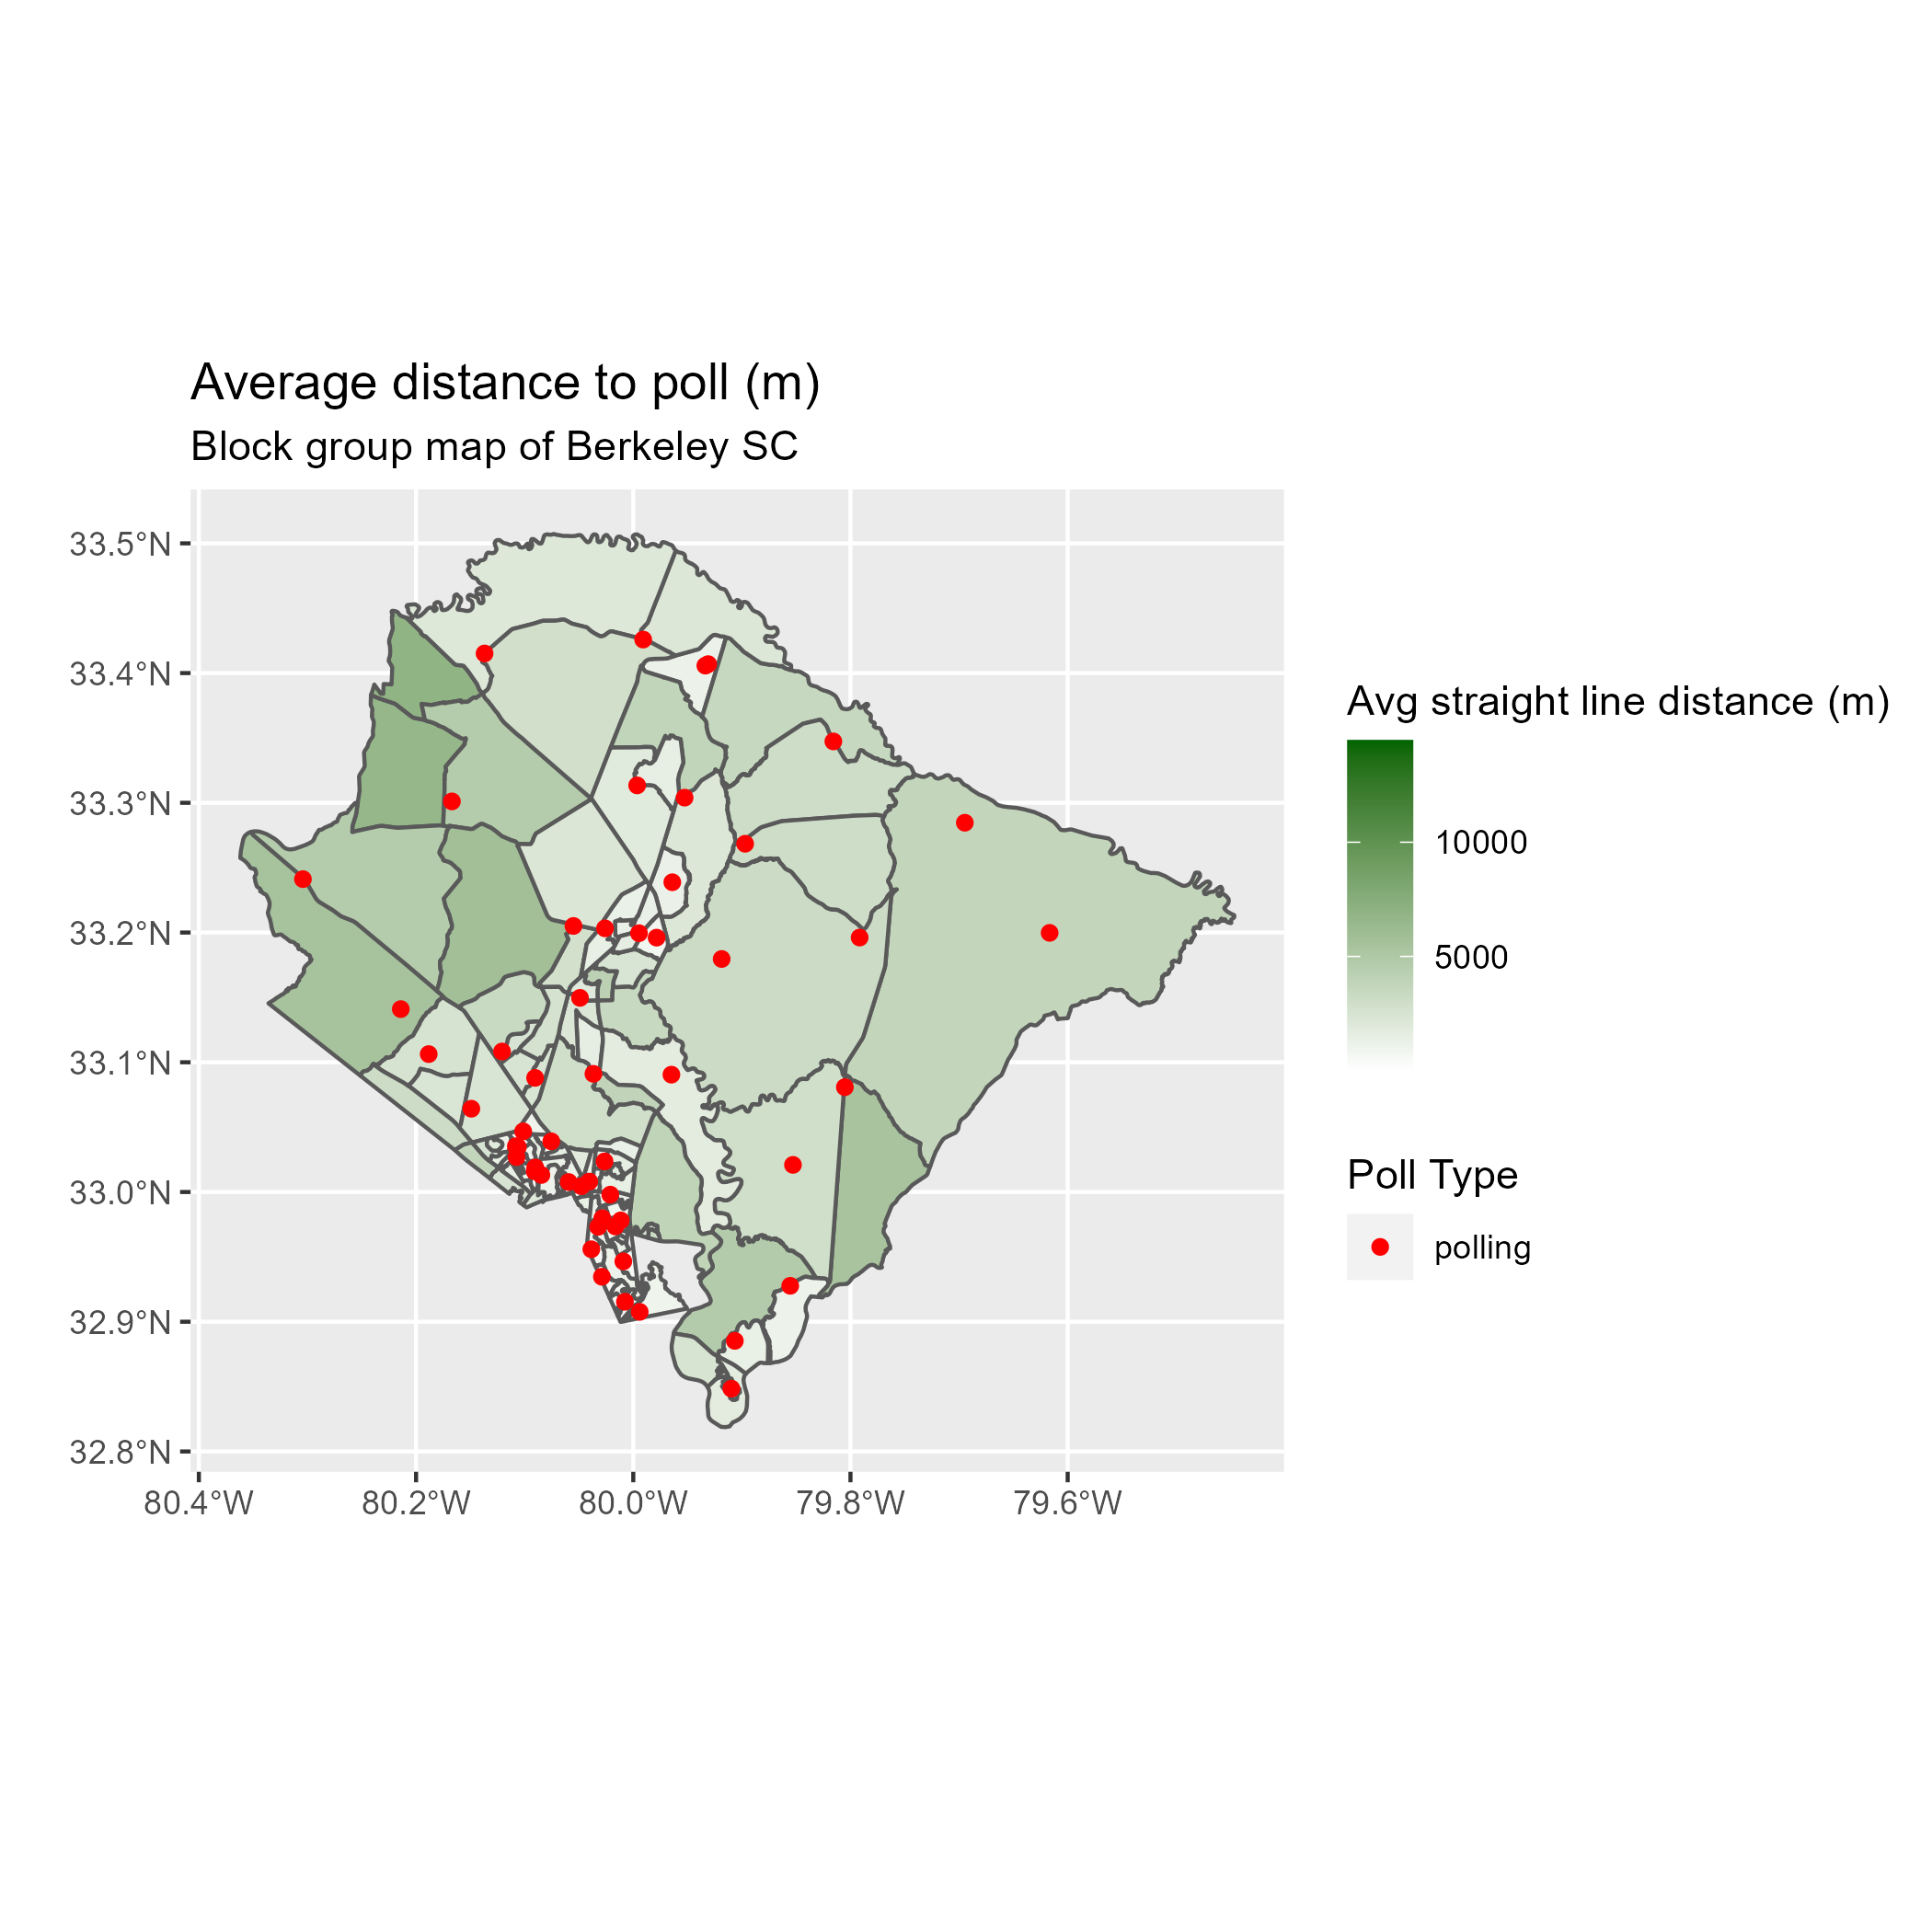 Average distance to poll (m)
Block group map of Berkeley SC
33.5°N
33.4°N
33.3°N
33.2°N
33.1°N
33.0°N
32.9°N
32.8°N
80.4°W 80.2°W 80.0°W 79.8°W 79.6°W
Avg straight line distance (m)
10000
5000
Poll Type
polling